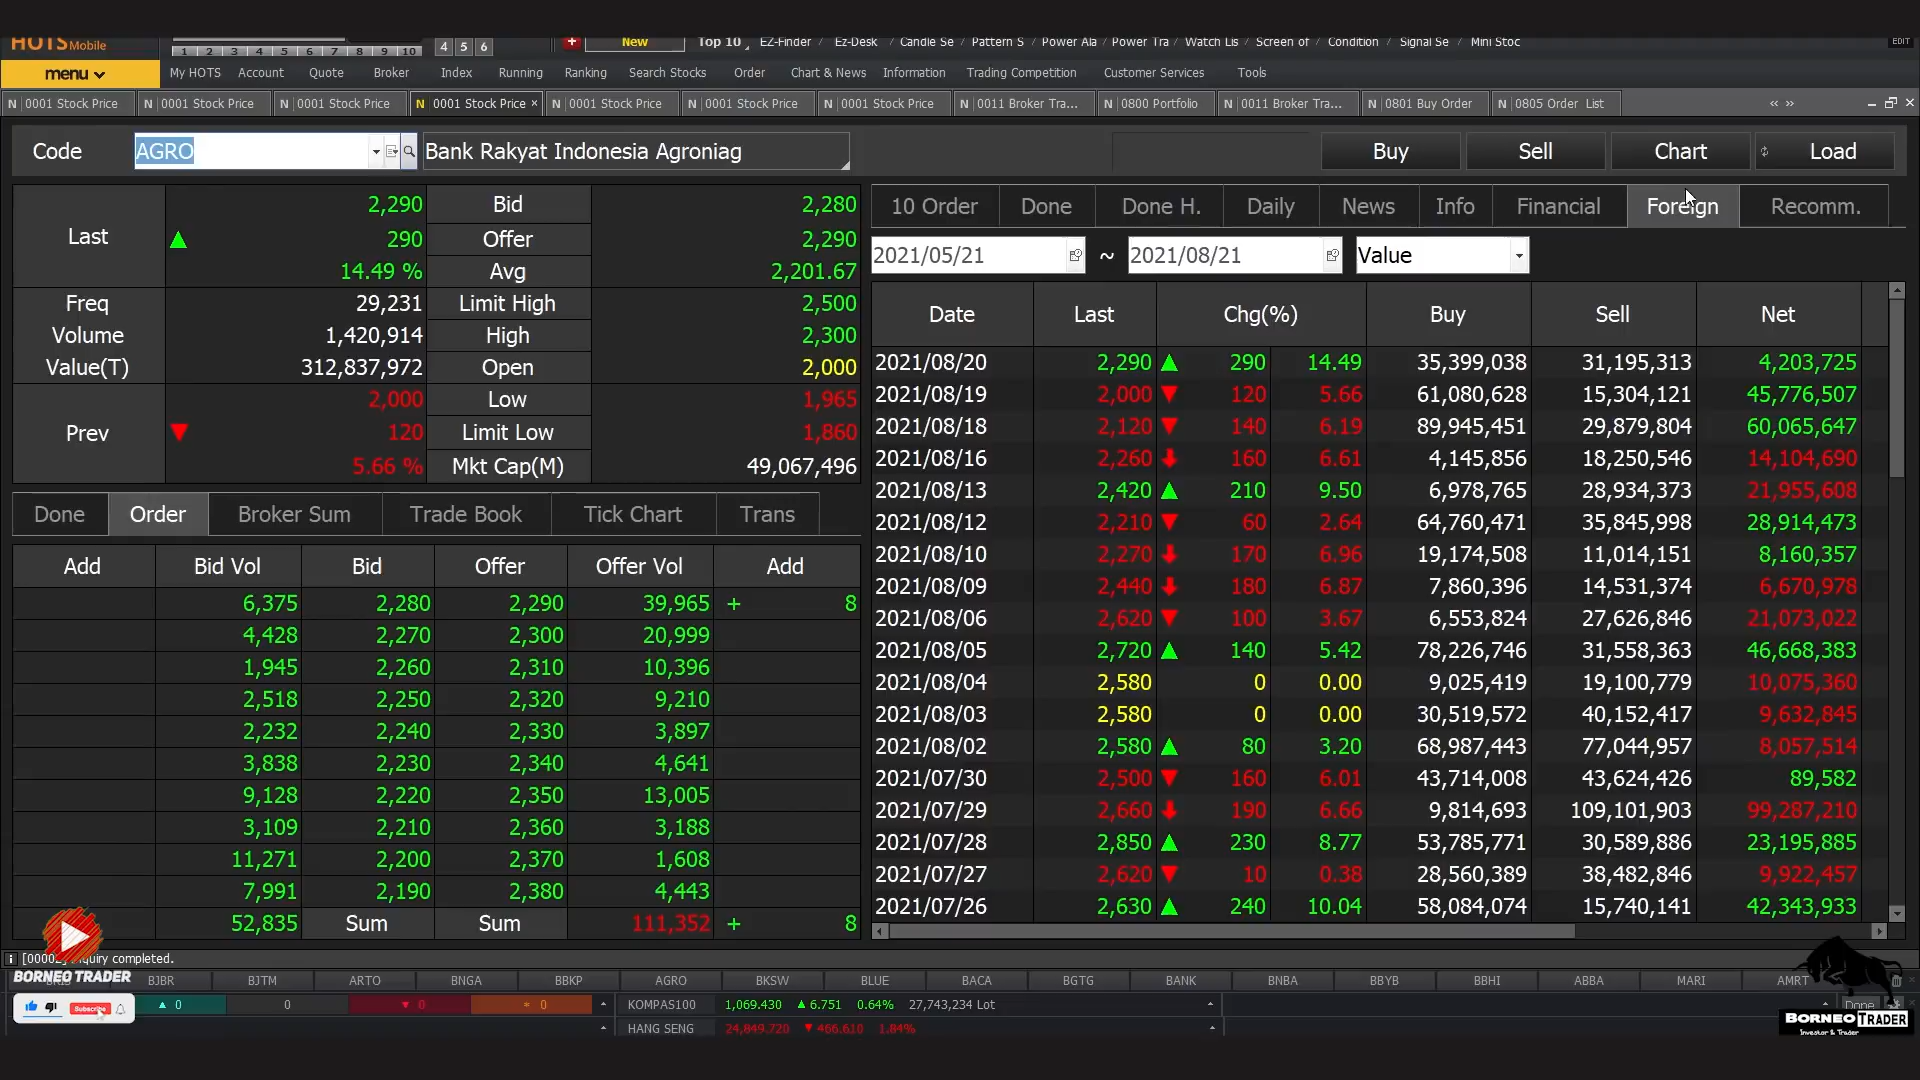 HOTS Mobile
1 2 3 4 5 6 7 8 9 10 4 5 6 New Top 10 EZ-Finder Ez-Desk Candle Se Pattern S Power Ala Power Tra Watch Lis Screen of Condition Signal Se Mini Stoc EDIT
menu My HOTS Account Quote Broker Index Running Ranking Search Stocks Order Chart & News Information Trading Competition Customer Services Tools
N 0001 Stock Price N 0001 Stock Price N 0001 Stock Price N 0001 Stock Price × N 0001 Stock Price N 0001 Stock Price N 0001 Stock Price N 0011 Broker Tra... N 0800 Portfolio N 0011 Broker Tra... N 0801 Buy Order N 0805 Order List
Code AGRO Bank Rakyat Indonesia Agroniag Buy Sell Chart Load
Last 2,290 Bid 2,280
▲ 290 Offer 2,290
14.49 % Avg 2,201.67
Freq 29,231 Limit High 2,500
Volume 1,420,914 High 2,300
Value(T) 312,837,972 Open 2,000
Prev 2,000 Low 1,965
▼ 120 Limit Low 1,860
5.66 % Mkt Cap(M) 49,067,496
Done Order Broker Sum Trade Book Tick Chart Trans
Add Bid Vol Bid Offer Offer Vol Add
6,375 2,280 2,290 39,965 + 8
4,428 2,270 2,300 20,999
1,945 2,260 2,310 10,396
2,518 2,250 2,320 9,210
2,232 2,240 2,330 3,897
3,838 2,230 2,340 4,641
9,128 2,220 2,350 13,005
3,109 2,210 2,360 3,188
11,271 2,200 2,370 1,608
7,991 2,190 2,380 4,443
52,835 Sum Sum 111,352 + 8
10 Order Done Done H. Daily News Info Financial Foreign Recomm.
2021/05/21 ~ 2021/08/21 Value
Date Last Chg(%) Buy Sell Net
2021/08/20 2,290 ▲ 290 14.49 35,399,038 31,195,313 4,203,725
2021/08/19 2,000 ▼ 120 5.66 61,080,628 15,304,121 45,776,507
2021/08/18 2,120 ▼ 140 6.19 89,945,451 29,879,804 60,065,647
2021/08/16 2,260 ↓ 160 6.61 4,145,856 18,250,546 14,104,690
2021/08/13 2,420 ▲ 210 9.50 6,978,765 28,934,373 21,955,608
2021/08/12 2,210 ▼ 60 2.64 64,760,471 35,845,998 28,914,473
2021/08/10 2,270 ↓ 170 6.96 19,174,508 11,014,151 8,160,357
2021/08/09 2,440 ↓ 180 6.87 7,860,396 14,531,374 6,670,978
2021/08/06 2,620 ▼ 100 3.67 6,553,824 27,626,846 21,073,022
2021/08/05 2,720 ▲ 140 5.42 78,226,746 31,558,363 46,668,383
2021/08/04 2,580 0 0.00 9,025,419 19,100,779 10,075,360
2021/08/03 2,580 0 0.00 30,519,572 40,152,417 9,632,845
2021/08/02 2,580 ▲ 80 3.20 68,987,443 77,044,957 8,057,514
2021/07/30 2,500 ▼ 160 6.01 43,714,008 43,624,426 89,582
2021/07/29 2,660 ↓ 190 6.66 9,814,693 109,101,903 99,287,210
2021/07/28 2,850 ▲ 230 8.77 53,785,771 30,589,886 23,195,885
2021/07/27 2,620 ▼ 10 0.38 28,560,389 38,482,846 9,922,457
2021/07/26 2,630 ▲ 240 10.04 58,084,074 15,740,141 42,343,933
BORNEO TRADER
Subscribe
BJBR BJTM ARTO BNGA BBKP AGRO BKSW BLUE BACA BGTG BANK BNBA BBYB BBHI ABBA MARI AMRT
▲ 0 0 ▼ 0 * 0 KOMPAS100 1,069.430 ▲ 6.751 0.64% 27,743,234 Lot Done
HANG SENG 24,849.720 ▼ 466.610 1.84%
BORNEO TRADER
Investor & Trader